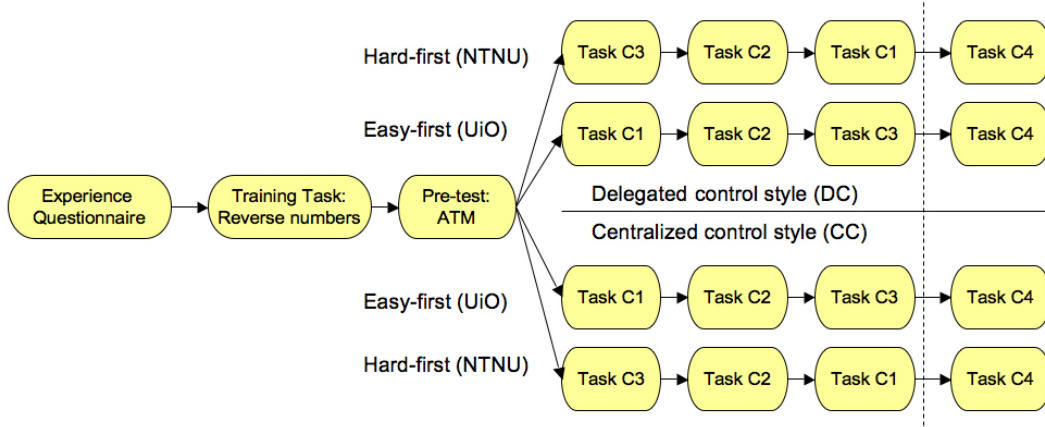 Hard-first (NTNU)
Task C3
Task C2
Task C1
Task C4
Easy-first (UiO)
Task C1
Task C2
Task C3
Task C4
Experience
Questionnaire
Training Task:
Reverse numbers
Pre-test:
ATM
Delegated control style (DC)
Centralized control style (CC)
Easy-first (UiO)
Task C1
Task C2
Task C3
Task C4
Hard-first (NTNU)
Task C3
Task C2
Task C1
Task C4